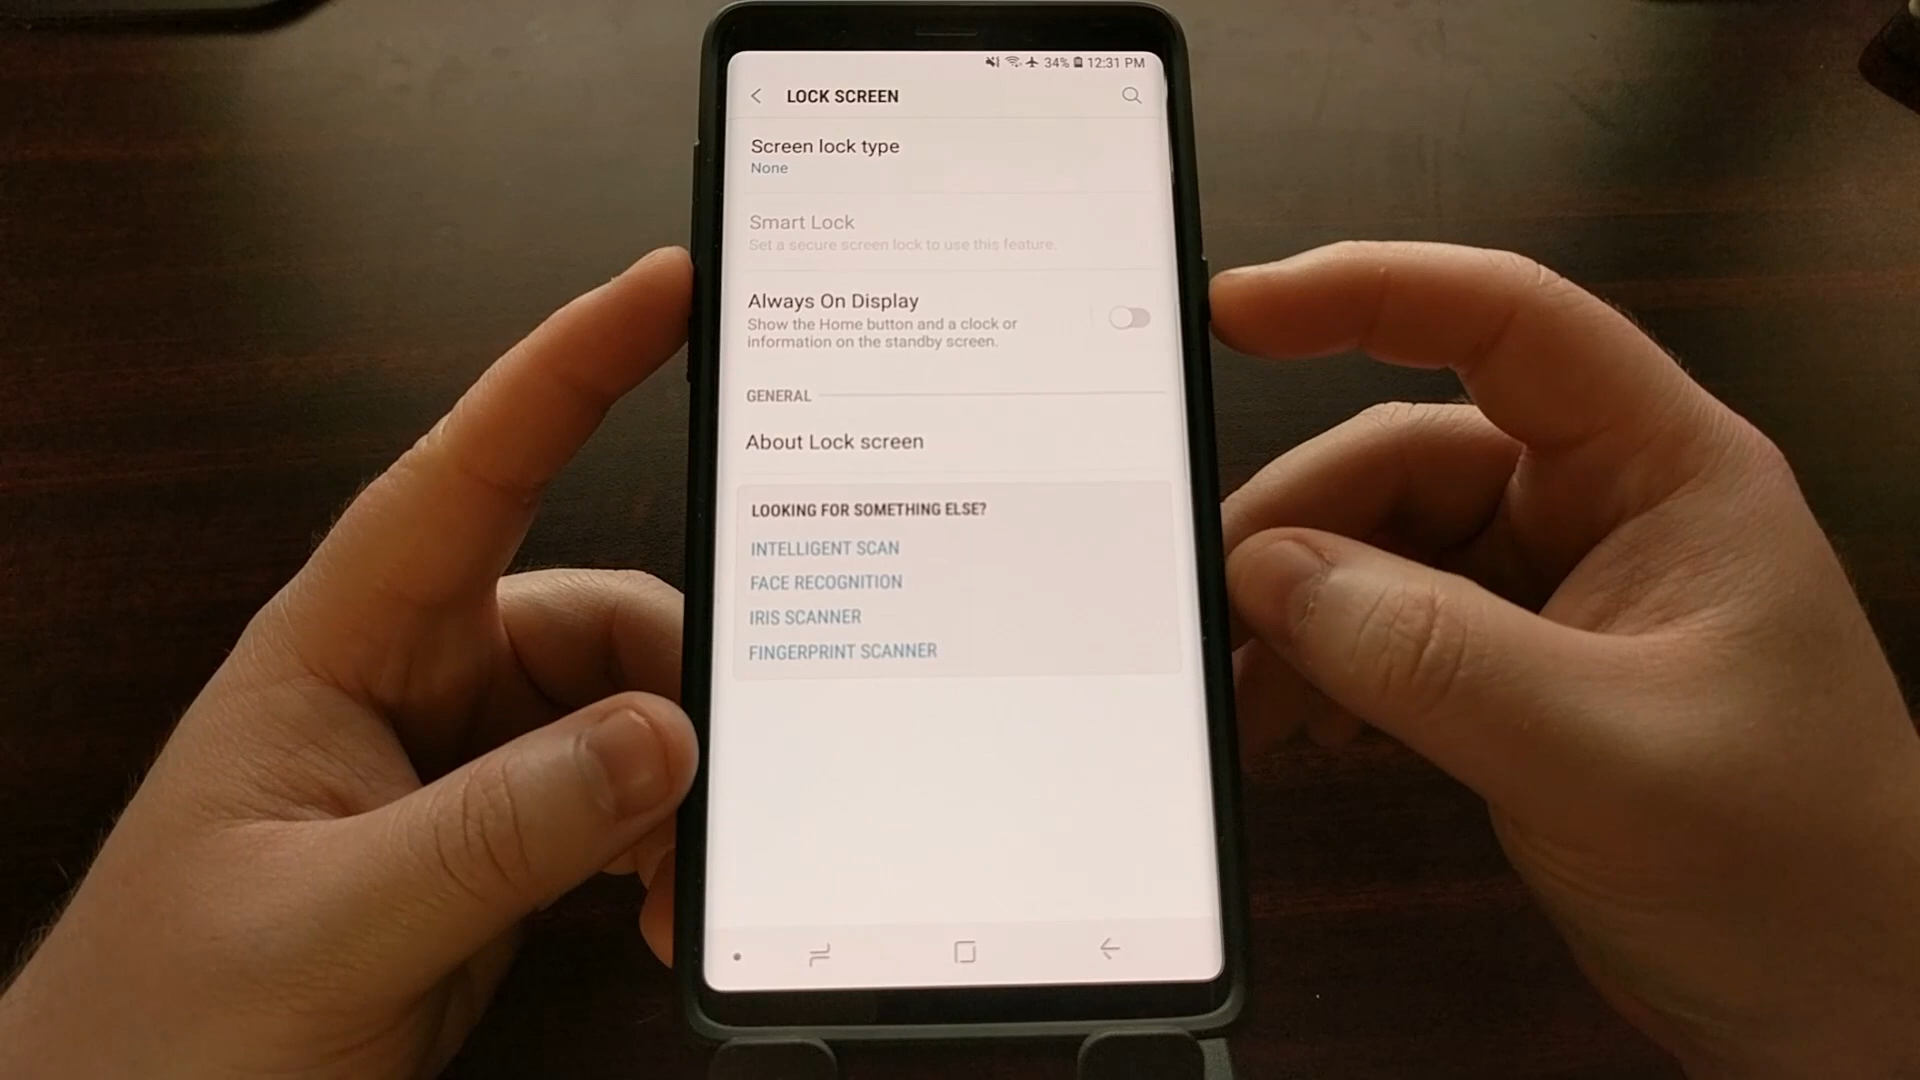 34% 12:31 PM
LOCK SCREEN
Screen lock type
None
Smart Lock
Set a secure screen lock to use this feature.
Always On Display
Show the Home button and a clock or
information on the standby screen.
GENERAL
About Lock screen
LOOKING FOR SOMETHING ELSE?
INTELLIGENT SCAN
FACE RECOGNITION
IRIS SCANNER
FINGERPRINT SCANNER